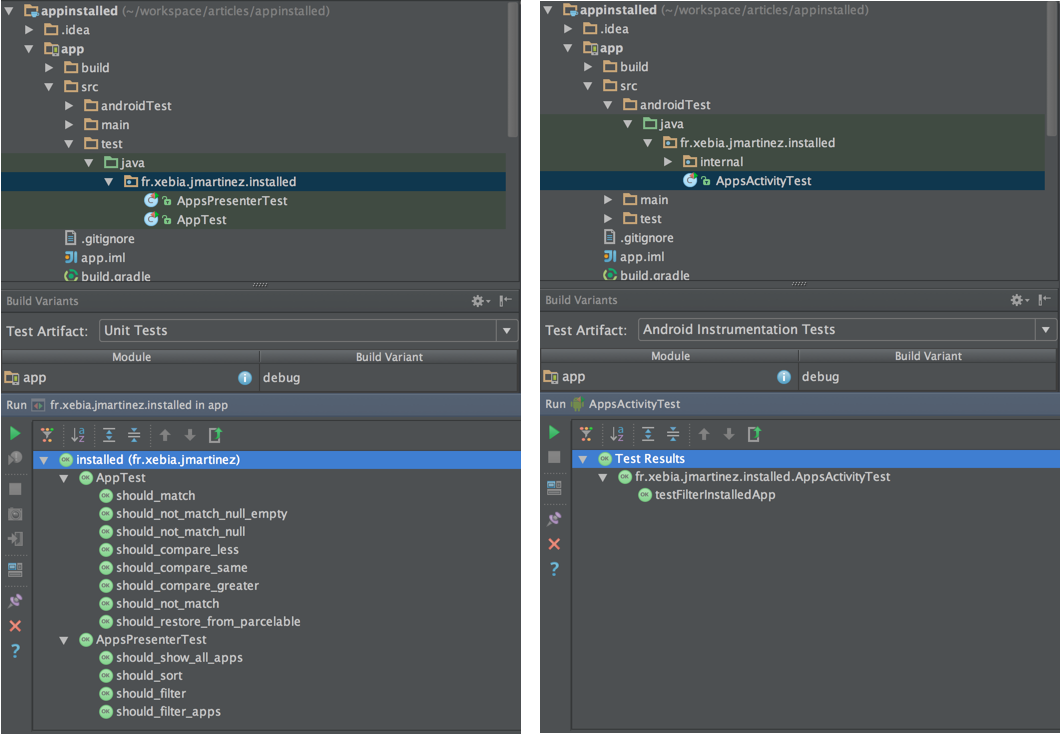 appinstalled (~/workspace/articles/appinstalled)
.idea
app
build
src
androidTest
main
test
java
fr.xebia.jmartinez.installed
AppsPresenterTest
AppTest
.gitignore
app.iml
build.gradle
Build Variants
Test Artifact: Unit Tests
Module Build Variant
app debug
Run fr.xebia.jmartinez.installed in app
installed (fr.xebia.jmartinez)
AppTest
should_match
should_not_match_null_empty
should_not_match_null
should_compare_less
should_compare_same
should_compare_greater
should_not_match
should_restore_from_parcelable
AppsPresenterTest
should_show_all_apps
should_sort
should_filter
should_filter_apps
appinstalled (~/workspace/articles/appinstalled)
.idea
app
build
src
androidTest
java
fr.xebia.jmartinez.installed
internal
AppsActivityTest
main
test
.gitignore
app.iml
build.gradle
Build Variants
Test Artifact: Android Instrumentation Tests
Module Build Variant
app debug
Run AppsActivityTest
Test Results
fr.xebia.jmartinez.installed.AppsActivityTest
testFilterInstalledApp